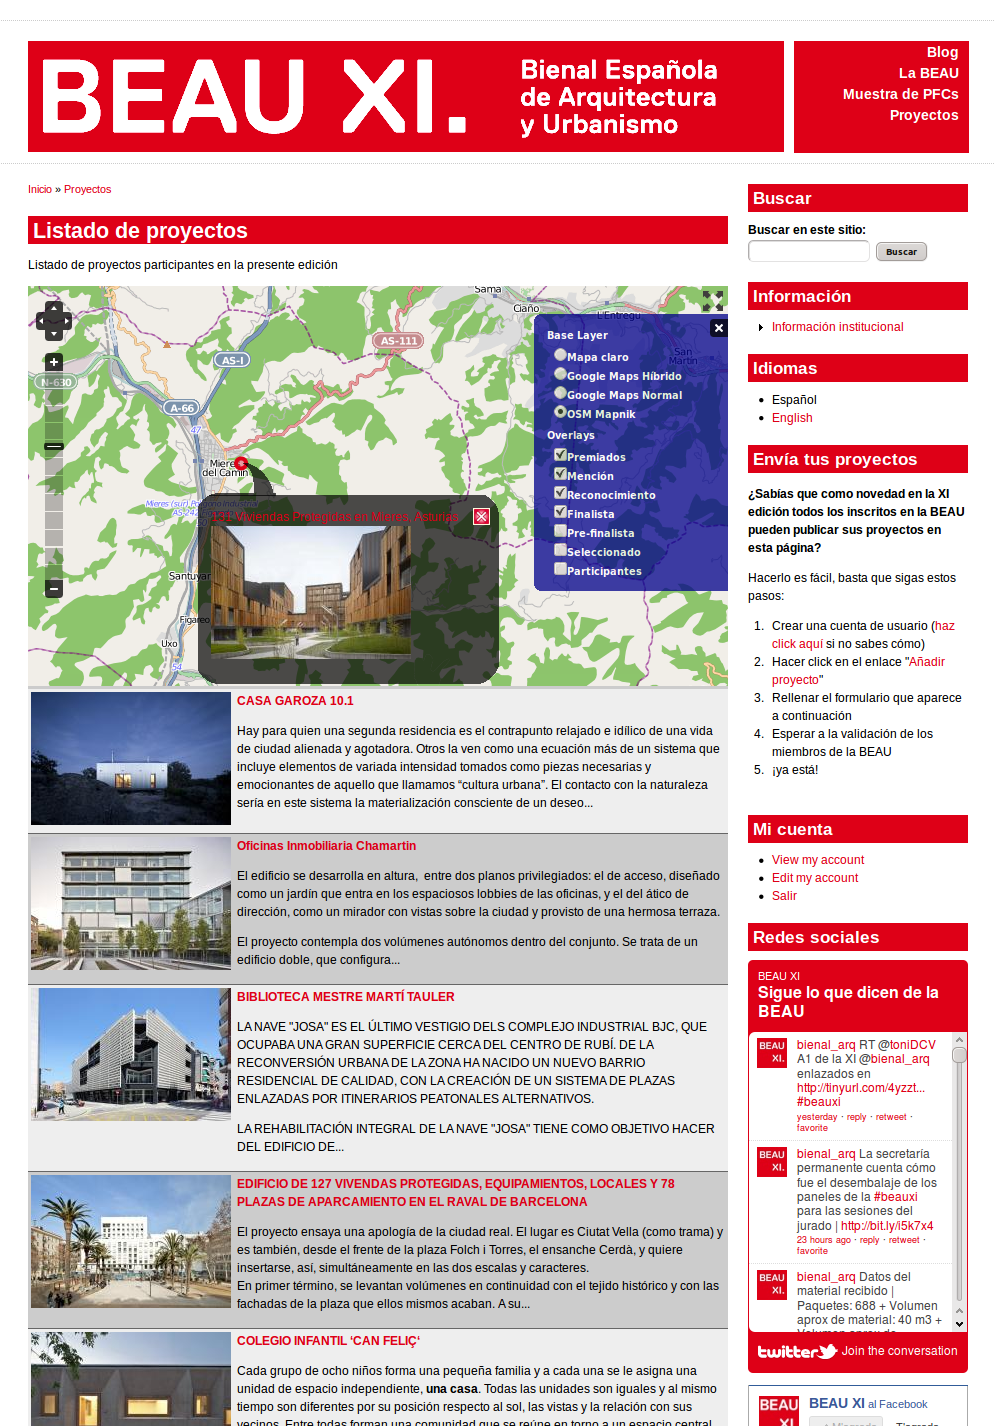 BEAU XI.
Bienal Española
de Arquitectura
y Urbanismo
Blog
La BEAU
Muestra de PFCs
Proyectos
Inicio » Proyectos
Listado de proyectos
Listado de proyectos participantes en la presente edición
Sama
Ciaño
L'Entregu
San
Martín
AS-111
AS-I
N-630
A-66
47
Mieres
del Camín
Santuyar
Figareo
Uxo
54
Base Layer
Mapa claro
Google Maps Híbrido
Google Maps Normal
OSM Mapnik
Overlays
Premiados
Mención
Reconocimiento
Finalista
Pre-finalista
Seleccionado
Participantes
131 Viviendas Protegidas en Mieres. Asturias
CASA GAROZA 10.1
Hay para quien una segunda residencia es el contrapunto relajado e idílico de una vida
de ciudad alienada y agotadora. Otros la ven como una ecuación más de un sistema que
incluye elementos de variada intensidad tomados como piezas necesarias y
emocionantes de aquello que llamamos “cultura urbana”. El contacto con la naturaleza
sería en este sistema la materialización consciente de un deseo...
Oficinas Inmobiliaria Chamartin
El edificio se desarrolla en altura, entre dos planos privilegiados: el de acceso, diseñado
como un jardín que entra en los espaciosos lobbies de las oficinas, y el del ático de
dirección, como un mirador con vistas sobre la ciudad y provisto de una hermosa terraza.
El proyecto contempla dos volúmenes autónomos dentro del conjunto. Se trata de un
edificio doble, que configura...
BIBLIOTECA MESTRE MARTÍ TAULER
LA NAVE "JOSA" ES EL ÚLTIMO VESTIGIO DELS COMPLEJO INDUSTRIAL BJC, QUE
OCUPABA UNA GRAN SUPERFICIE CERCA DEL CENTRO DE RUBÍ. DE LA
RECONVERSIÓN URBANA DE LA ZONA HA NACIDO UN NUEVO BARRIO
RESIDENCIAL DE CALIDAD, CON LA CREACIÓN DE UN SISTEMA DE PLAZAS
ENLAZADAS POR ITINERARIOS PEATONALES ALTERNATIVOS.
LA REHABILITACIÓN INTEGRAL DE LA NAVE "JOSA" TIENE COMO OBJETIVO HACER
DEL EDIFICIO DE...
EDIFICIO DE 127 VIVENDAS PROTEGIDAS, EQUIPAMIENTOS, LOCALES Y 78
PLAZAS DE APARCAMIENTO EN EL RAVAL DE BARCELONA
El proyecto ensaya una apología de la ciudad real. El lugar es Ciutat Vella (como trama) y
es también, desde el frente de la plaza Folch i Torres, el ensanche Cerdà, y quiere
insertarse, así, simultáneamente en las dos escalas y caracteres.
En primer término, se levantan volúmenes en continuidad con el tejido histórico y con las
fachadas de la plaza que ellos mismos acaban. A su...
COLEGIO INFANTIL ‘CAN FELIÇ‘
Cada grupo de ocho niños forma una pequeña familia y a cada una se le asigna una
unidad de espacio independiente, una casa. Todas las unidades son iguales y al mismo
tiempo son diferentes por su posición respecto al sol, las vistas y la relación con sus
vecinos. Entre todas forman una comunidad que se reúne en torno a un espacio central
Buscar
Buscar en este sitio:
Buscar
Información
Información institucional
Idiomas
Español
English
Envía tus proyectos
¿Sabías que como novedad en la XI
edición todos los inscritos en la BEAU
pueden publicar sus proyectos en
esta página?
Hacerlo es fácil, basta que sigas estos
pasos:
1. Crear una cuenta de usuario (haz
click aquí si no sabes cómo)
2. Hacer click en el enlace "Añadir
proyecto"
3. Rellenar el formulario que aparece
a continuación
4. Esperar a la validación de los
miembros de la BEAU
5. ¡ya está!
Mi cuenta
View my account
Edit my account
Salir
Redes sociales
BEAU XI
Sigue lo que dicen de la
BEAU
BEAU
XI.
bienal_arq RT @toniDCV
A1 de la XI @bienal_arq
enlazados en
http://tinyurl.com/4yzzt...
#beauxi
yesterday · reply · retweet ·
favorite
BEAU
XI.
bienal_arq La secretaría
permanente cuenta cómo
fue el desembalaje de los
paneles de la #beauxi
para las sesiones del
jurado | http://bit.ly/i5k7x4
23 hours ago · reply · retweet ·
favorite
BEAU
XI.
bienal_arq Datos del
material recibido |
Paquetes: 688 + Volumen
aprox de material: 40 m3 +
twitter Join the conversation
BEAU
XI
BEAU XI al Facebook